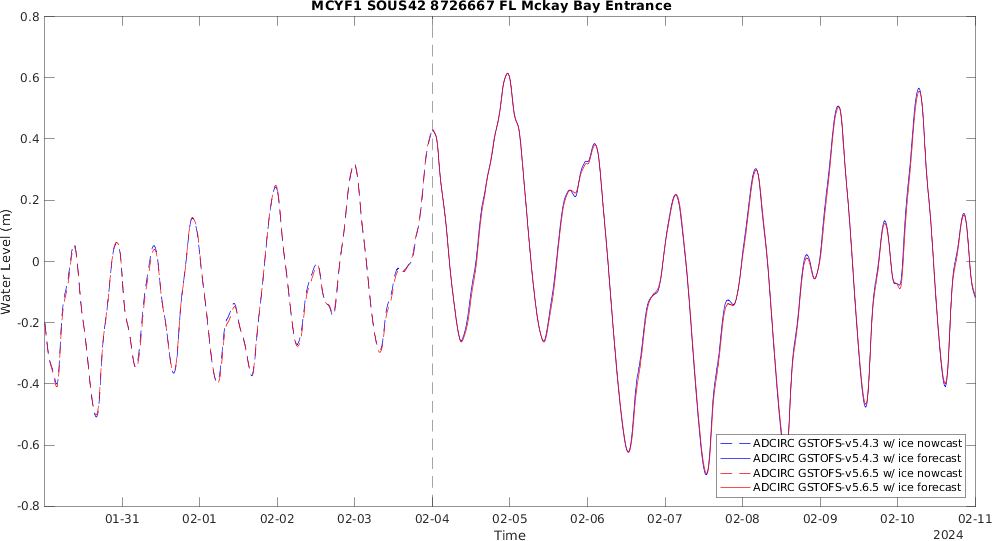 MCYF1 SOUS42 8726667 FL Mckay Bay Entrance
0.8
0.6
0.4
0.2
0
-0.2
-0.4
-0.6
-0.8
Water Level (m)
ADCIRC GSTOFS-v5.4.3 w/ ice nowcast
ADCIRC GSTOFS-v5.4.3 w/ ice forecast
ADCIRC GSTOFS-v5.6.5 w/ ice nowcast
ADCIRC GSTOFS-v5.6.5 w/ ice forecast
01-31 02-01 02-02 02-03 02-04 02-05 02-06 02-07 02-08 02-09 02-10 02-11
Time
2024